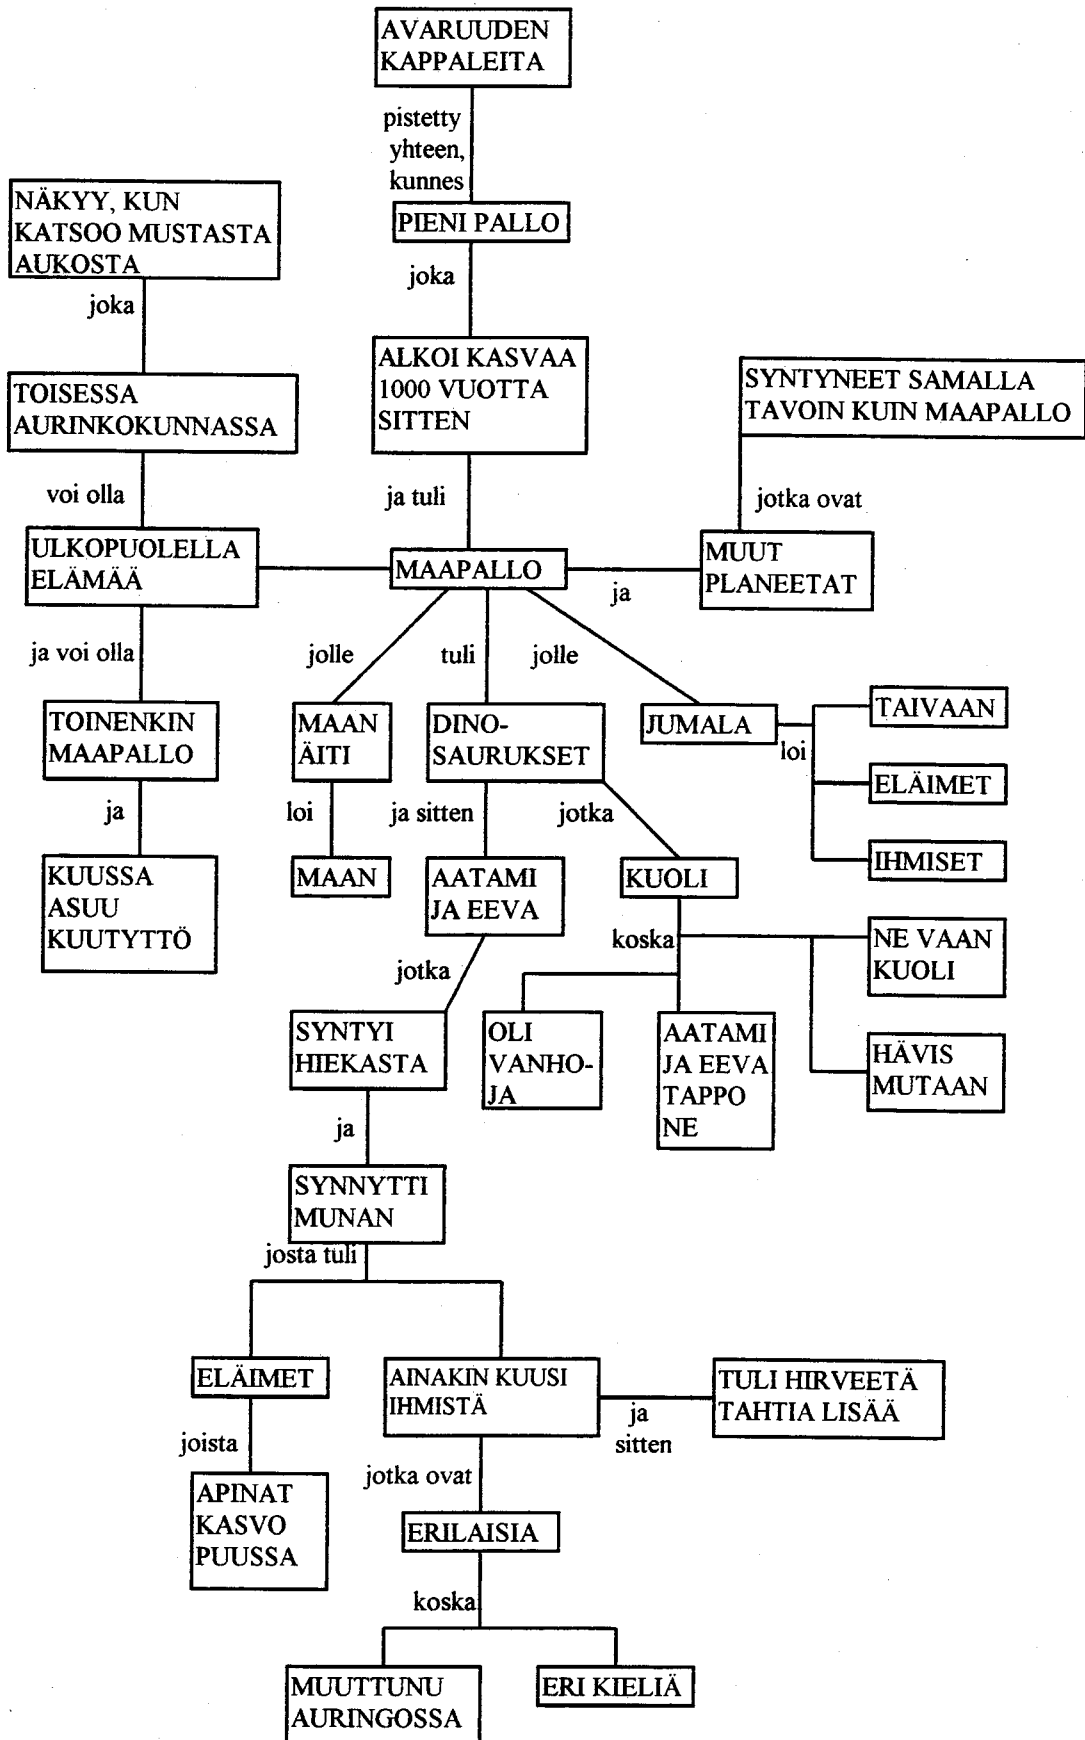 AVARUUDEN
KAPPALEITA
pistetty
yhteen,
kunnes
NÄKYY, KUN
KATSOO MUSTASTA
AUKOSTA
PIENI PALLO
joka
joka
ALKOI KASVAA
1000 VUOTTA
SITTEN
TOISESSA
AURINKOKUNNASSA
SYNTYNEET SAMALLA
TAVOIN KUIN MAAPALLO
voi olla
ja tuli
jotka ovat
ULKOPUOLELLA
ELÄMÄÄ
MAAPALLO
ja
MUUT
PLANEETAT
ja voi olla
jolle
tuli
jolle
TOINENKIN
MAAPALLO
MAAN
ÄITI
DINO-
SAURUKSET
JUMALA
loi
TAIVAAN
ELÄIMET
IHMISET
ja
loi
ja sitten
jotka
KUUSSA
ASUU
KUUTYTTÖ
MAAN
AATAMI
JA EEVA
KUOLI
jotka
koska
NE VAAN
KUOLI
SYNTYI
HIEKASTA
OLI
VANHO-
JA
AATAMI
JA EEVA
TAPPO
NE
HÄVIS
MUTAAN
ja
SYNNYTTI
MUNAN
josta tuli
ELÄIMET
AINAKIN KUUSI
IHMISTÄ
ja
sitten
TULI HIRVEETÄ
TAHTIA LISÄÄ
joista
jotka ovat
APINAT
KASVO
PUUSSA
ERILAISIA
koska
MUUTTUNU
AURINGOSSA
ERI KIELIÄ